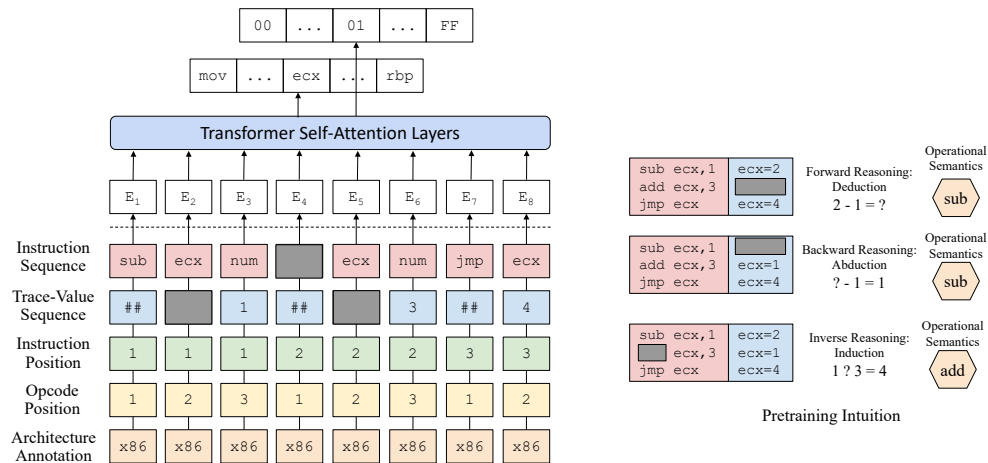 00 ... 01 ... FF
mov ... ecx ... rbp
Transformer Self-Attention Layers
E1 E2 E3 E4 E5 E6 E7 E8
Instruction
Sequence
sub ecx num ecx num jmp ecx
Trace-Value
Sequence
## 1 ## 3 ## 4
Instruction
Position
1 1 1 2 2 2 3 3
Opcode
Position
1 2 3 1 2 3 1 2
Architecture
Annotation
x86 x86 x86 x86 x86 x86 x86 x86
sub ecx,1 ecx=2
add ecx,3
jmp ecx ecx=4
Forward Reasoning:
Deduction
2 - 1 = ?
Operational
Semantics
sub
sub ecx,1
add ecx,3 ecx=1
jmp ecx ecx=4
Backward Reasoning:
Abduction
? - 1 = 1
Operational
Semantics
sub
sub ecx,1 ecx=2
ecx,3 ecx=1
jmp ecx ecx=4
Inverse Reasoning:
Induction
1 ? 3 = 4
Operational
Semantics
add
Pretraining Intuition